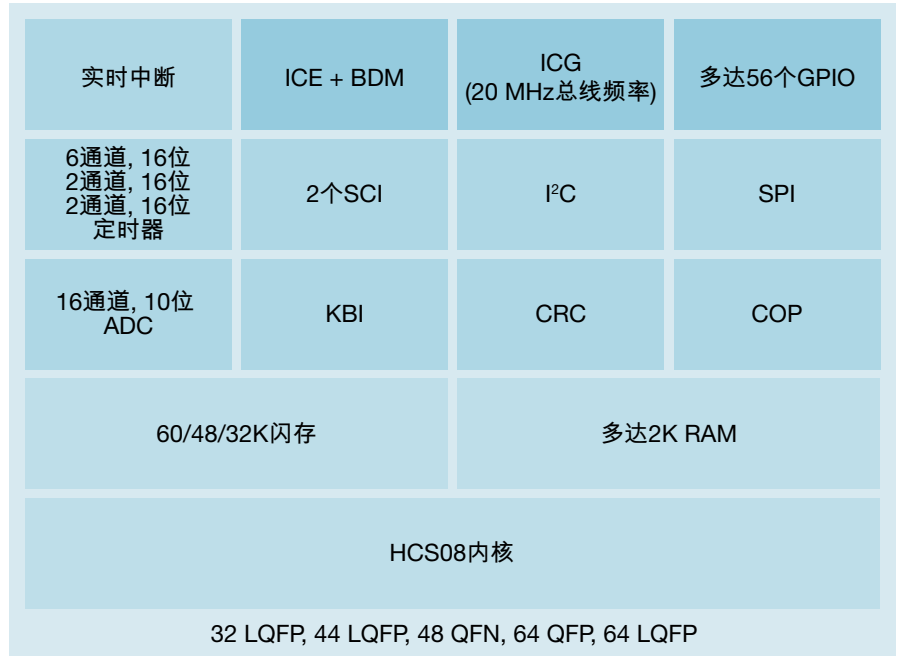 实时中断
ICE + BDM
ICG
(20 MHz总线频率)
多达56个GPIO
6通道, 16位
2通道, 16位
2通道, 16位
定时器
2个SCI
I²C
SPI
16通道, 10位
ADC
KBI
CRC
COP
60/48/32K闪存
多达2K RAM
HCS08内核
32 LQFP, 44 LQFP, 48 QFN, 64 QFP, 64 LQFP